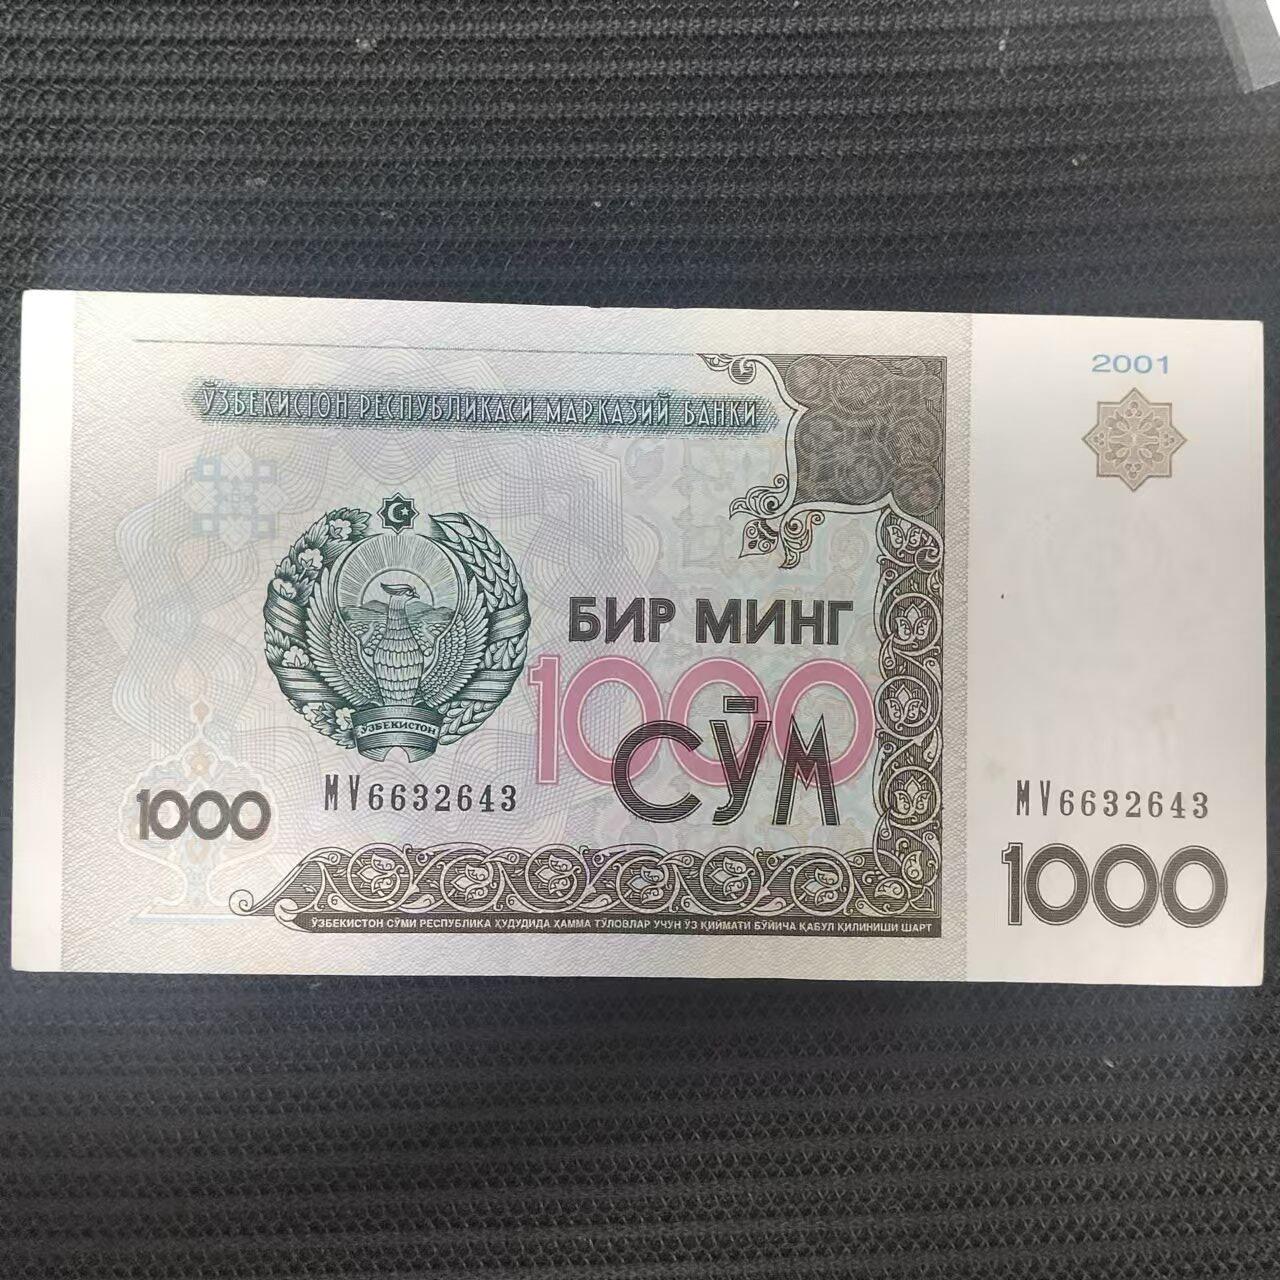 2001
ЎЗБЕКИСТОН РЕСПУБЛИКАСИ МАРКАЗИЙ БАНКИ
БИР МИНГ
1000
СЎМ
ЎЗБЕКИСТОН
MV6632643
MV6632643
1000
1000
ЎЗБЕКИСТОН СЎМИ РЕСПУБЛИКА ҲУДУДИДА ҲАММА ТЎЛОВЛАР УЧУН ЎЗ ҚИЙМАТИ БЎЙИЧА ҚАБУЛ ҚИЛИНИШИ ШАРТ